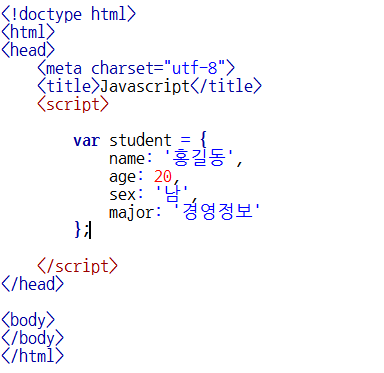 <!doctype html>
<html>
<head>
<meta charset="utf-8">
<title>Javascript</title>
<script>
var student = {
name: '홍길동',
age: 20,
sex: '남',
major: '경영정보'
};
</script>
</head>
<body>
</body>
</html>